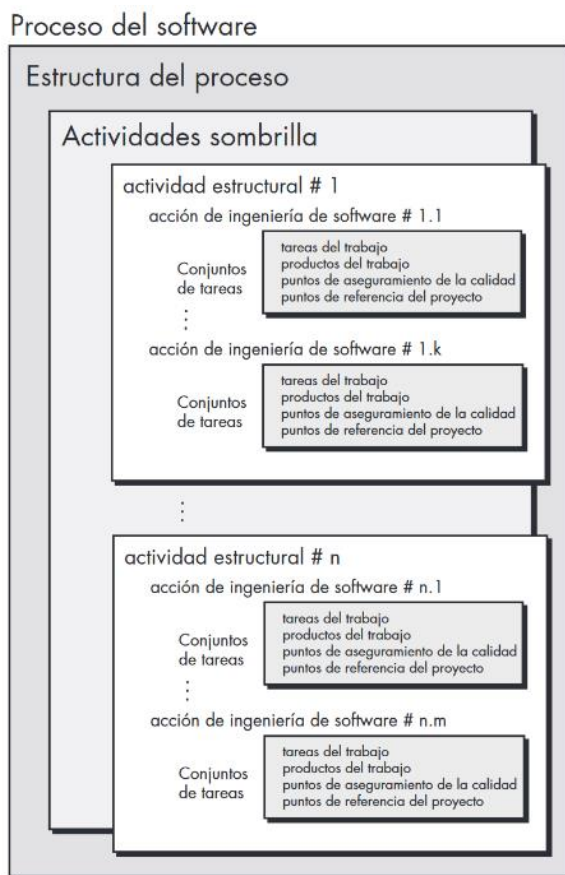 Proceso del software
Estructura del proceso
Actividades sombrilla
actividad estructural # 1
acción de ingeniería de software # 1.1
Conjuntos
de tareas
tareas del trabajo
productos del trabajo
puntos de aseguramiento de la calidad
puntos de referencia del proyecto
acción de ingeniería de software # 1.k
Conjuntos
de tareas
tareas del trabajo
productos del trabajo
puntos de aseguramiento de la calidad
puntos de referencia del proyecto
actividad estructural # n
acción de ingeniería de software # n.1
Conjuntos
de tareas
tareas del trabajo
productos del trabajo
puntos de aseguramiento de la calidad
puntos de referencia del proyecto
acción de ingeniería de software # n.m
Conjuntos
de tareas
tareas del trabajo
productos del trabajo
puntos de aseguramiento de la calidad
puntos de referencia del proyecto